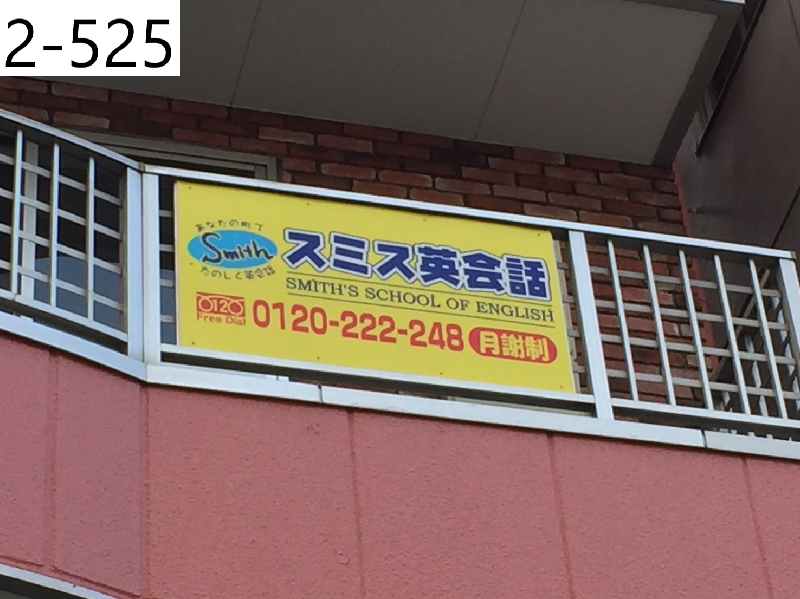 2-525
あなたの町で
Smith
たのしく英会話
スミス英会話
SMITH'S SCHOOL OF ENGLISH
0120
Free Dial
0120-222-248
月謝制